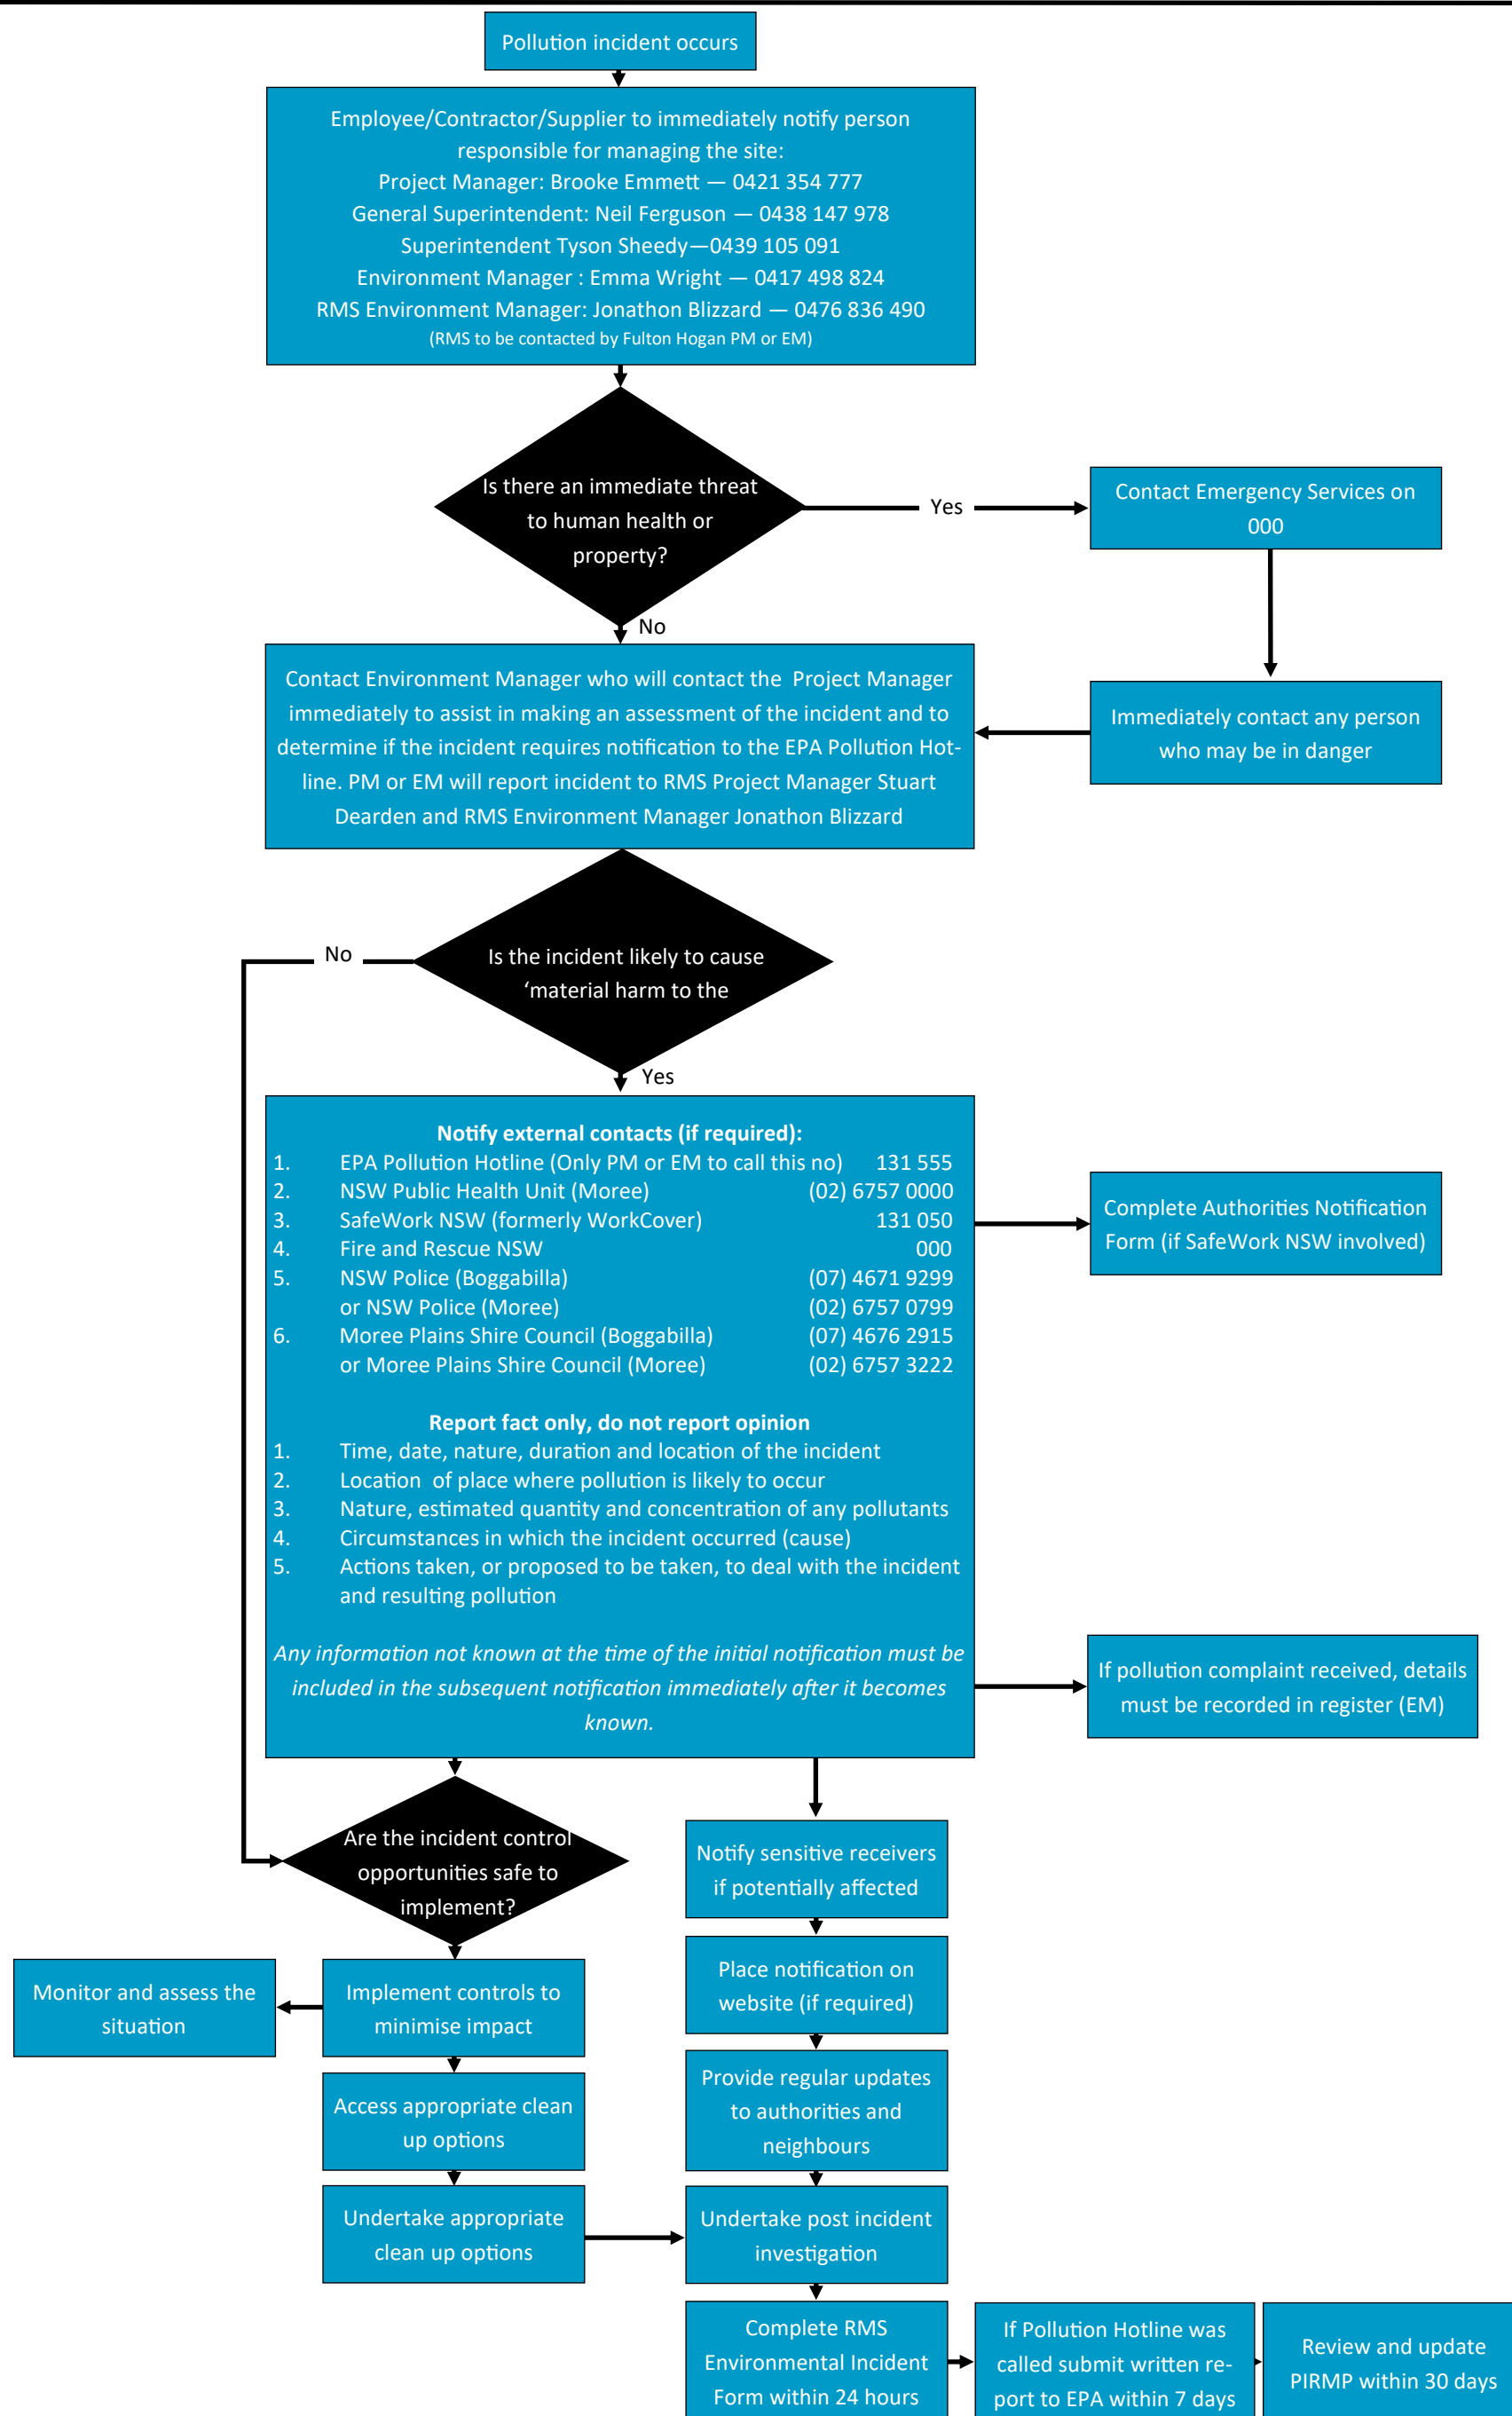 Pollution incident occurs
Employee/Contractor/Supplier to immediately notify person
responsible for managing the site:
Project Manager: Brooke Emmett — 0421 354 777
General Superintendent: Neil Ferguson — 0438 147 978
Superintendent Tyson Sheedy—0439 105 091
Environment Manager : Emma Wright — 0417 498 824
RMS Environment Manager: Jonathon Blizzard — 0476 836 490
(RMS to be contacted by Fulton Hogan PM or EM)
Is there an immediate threat
to human health or
property?
Yes
Contact Emergency Services on
000
No
Immediately contact any person
who may be in danger
Contact Environment Manager who will contact the Project Manager
immediately to assist in making an assessment of the incident and to
determine if the incident requires notification to the EPA Pollution Hot-
line. PM or EM will report incident to RMS Project Manager Stuart
Dearden and RMS Environment Manager Jonathon Blizzard
Is the incident likely to cause
‘material harm to the
No
Yes
Notify external contacts (if required):
1. EPA Pollution Hotline (Only PM or EM to call this no) 131 555
2. NSW Public Health Unit (Moree) (02) 6757 0000
3. SafeWork NSW (formerly WorkCover) 131 050
4. Fire and Rescue NSW 000
5. NSW Police (Boggabilla) (07) 4671 9299
or NSW Police (Moree) (02) 6757 0799
6. Moree Plains Shire Council (Boggabilla) (07) 4676 2915
or Moree Plains Shire Council (Moree) (02) 6757 3222
Report fact only, do not report opinion
1. Time, date, nature, duration and location of the incident
2. Location of place where pollution is likely to occur
3. Nature, estimated quantity and concentration of any pollutants
4. Circumstances in which the incident occurred (cause)
5. Actions taken, or proposed to be taken, to deal with the incident
and resulting pollution
Any information not known at the time of the initial notification must be
included in the subsequent notification immediately after it becomes
known.
Complete Authorities Notification
Form (if SafeWork NSW involved)
If pollution complaint received, details
must be recorded in register (EM)
Are the incident control
opportunities safe to
implement?
Notify sensitive receivers
if potentially affected
Monitor and assess the
situation
Implement controls to
minimise impact
Place notification on
website (if required)
Access appropriate clean
up options
Provide regular updates
to authorities and
neighbours
Undertake appropriate
clean up options
Undertake post incident
investigation
Complete RMS
Environmental Incident
Form within 24 hours
If Pollution Hotline was
called submit written re-
port to EPA within 7 days
Review and update
PIRMP within 30 days